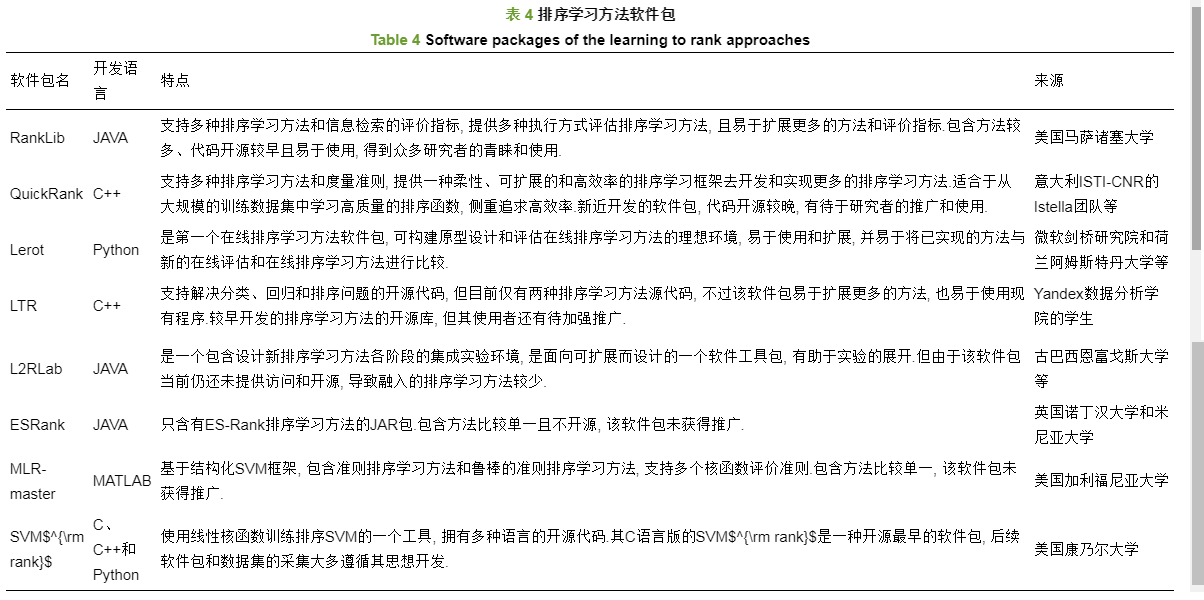 表 4 排序学习方法软件包
Table 4 Software packages of the learning to rank approaches
软件包名 开发语言 特点 来源
RankLib JAVA 支持多种排序学习方法和信息检索的评价指标, 提供多种执行方式评估排序学习方法, 且易于扩展更多的方法和评价指标.包含方法较多、代码开源较早且易于使用, 得到众多研究者的青睐和使用. 美国马萨诸塞大学
QuickRank C++ 支持多种排序学习方法和度量准则, 提供一种柔性、可扩展的和高效率的排序学习框架去开发和实现更多的排序学习方法.适合于从大规模的训练数据集中学习高质量的排序函数, 侧重追求高效率.新近开发的软件包, 代码开源较晚, 有待于研究者的推广和使用. 意大利ISTI-CNR的Istella团队等
Lerot Python 是第一个在线排序学习方法软件包, 可构建原型设计和评估在线排序学习方法的理想环境, 易于使用和扩展, 并易于将已实现的方法与新的在线评估和在线排序学习方法进行比较. 微软剑桥研究院和荷兰阿姆斯特丹大学等
LTR C++ 支持解决分类、回归和排序问题的开源代码, 但目前仅有两种排序学习方法源代码, 不过该软件包易于扩展更多的方法, 也易于使用现有程序.较早开发的排序学习方法的开源库, 但其使用者还有待加强推广. Yandex数据分析学院的学生
L2RLab JAVA 是一个包含设计新排序学习方法各阶段的集成实验环境, 是面向可扩展而设计的一个软件工具包, 有助于实验的展开.但由于该软件包当前仍还未提供访问和开源, 导致融入的排序学习方法较少. 古巴西恩富戈斯大学等
ESRank JAVA 只含有ES-Rank排序学习方法的JAR包.包含方法比较单一且不开源, 该软件包未获得推广. 英国诺丁汉大学和米尼亚大学
MLR-master MATLAB 基于结构化SVM框架, 包含准则排序学习方法和鲁棒的准则排序学习方法, 支持多个核函数评价准则.包含方法比较单一, 该软件包未获得推广. 美国加利福尼亚大学
SVM$^{\rm rank}$ C、C++和Python 使用线性核函数训练排序SVM的一个工具, 拥有多种语言的开源代码.其C语言版的SVM$^{\rm rank}$是一种开源最早的软件包, 后续软件包和数据集的采集大多遵循其思想开发. 美国康乃尔大学